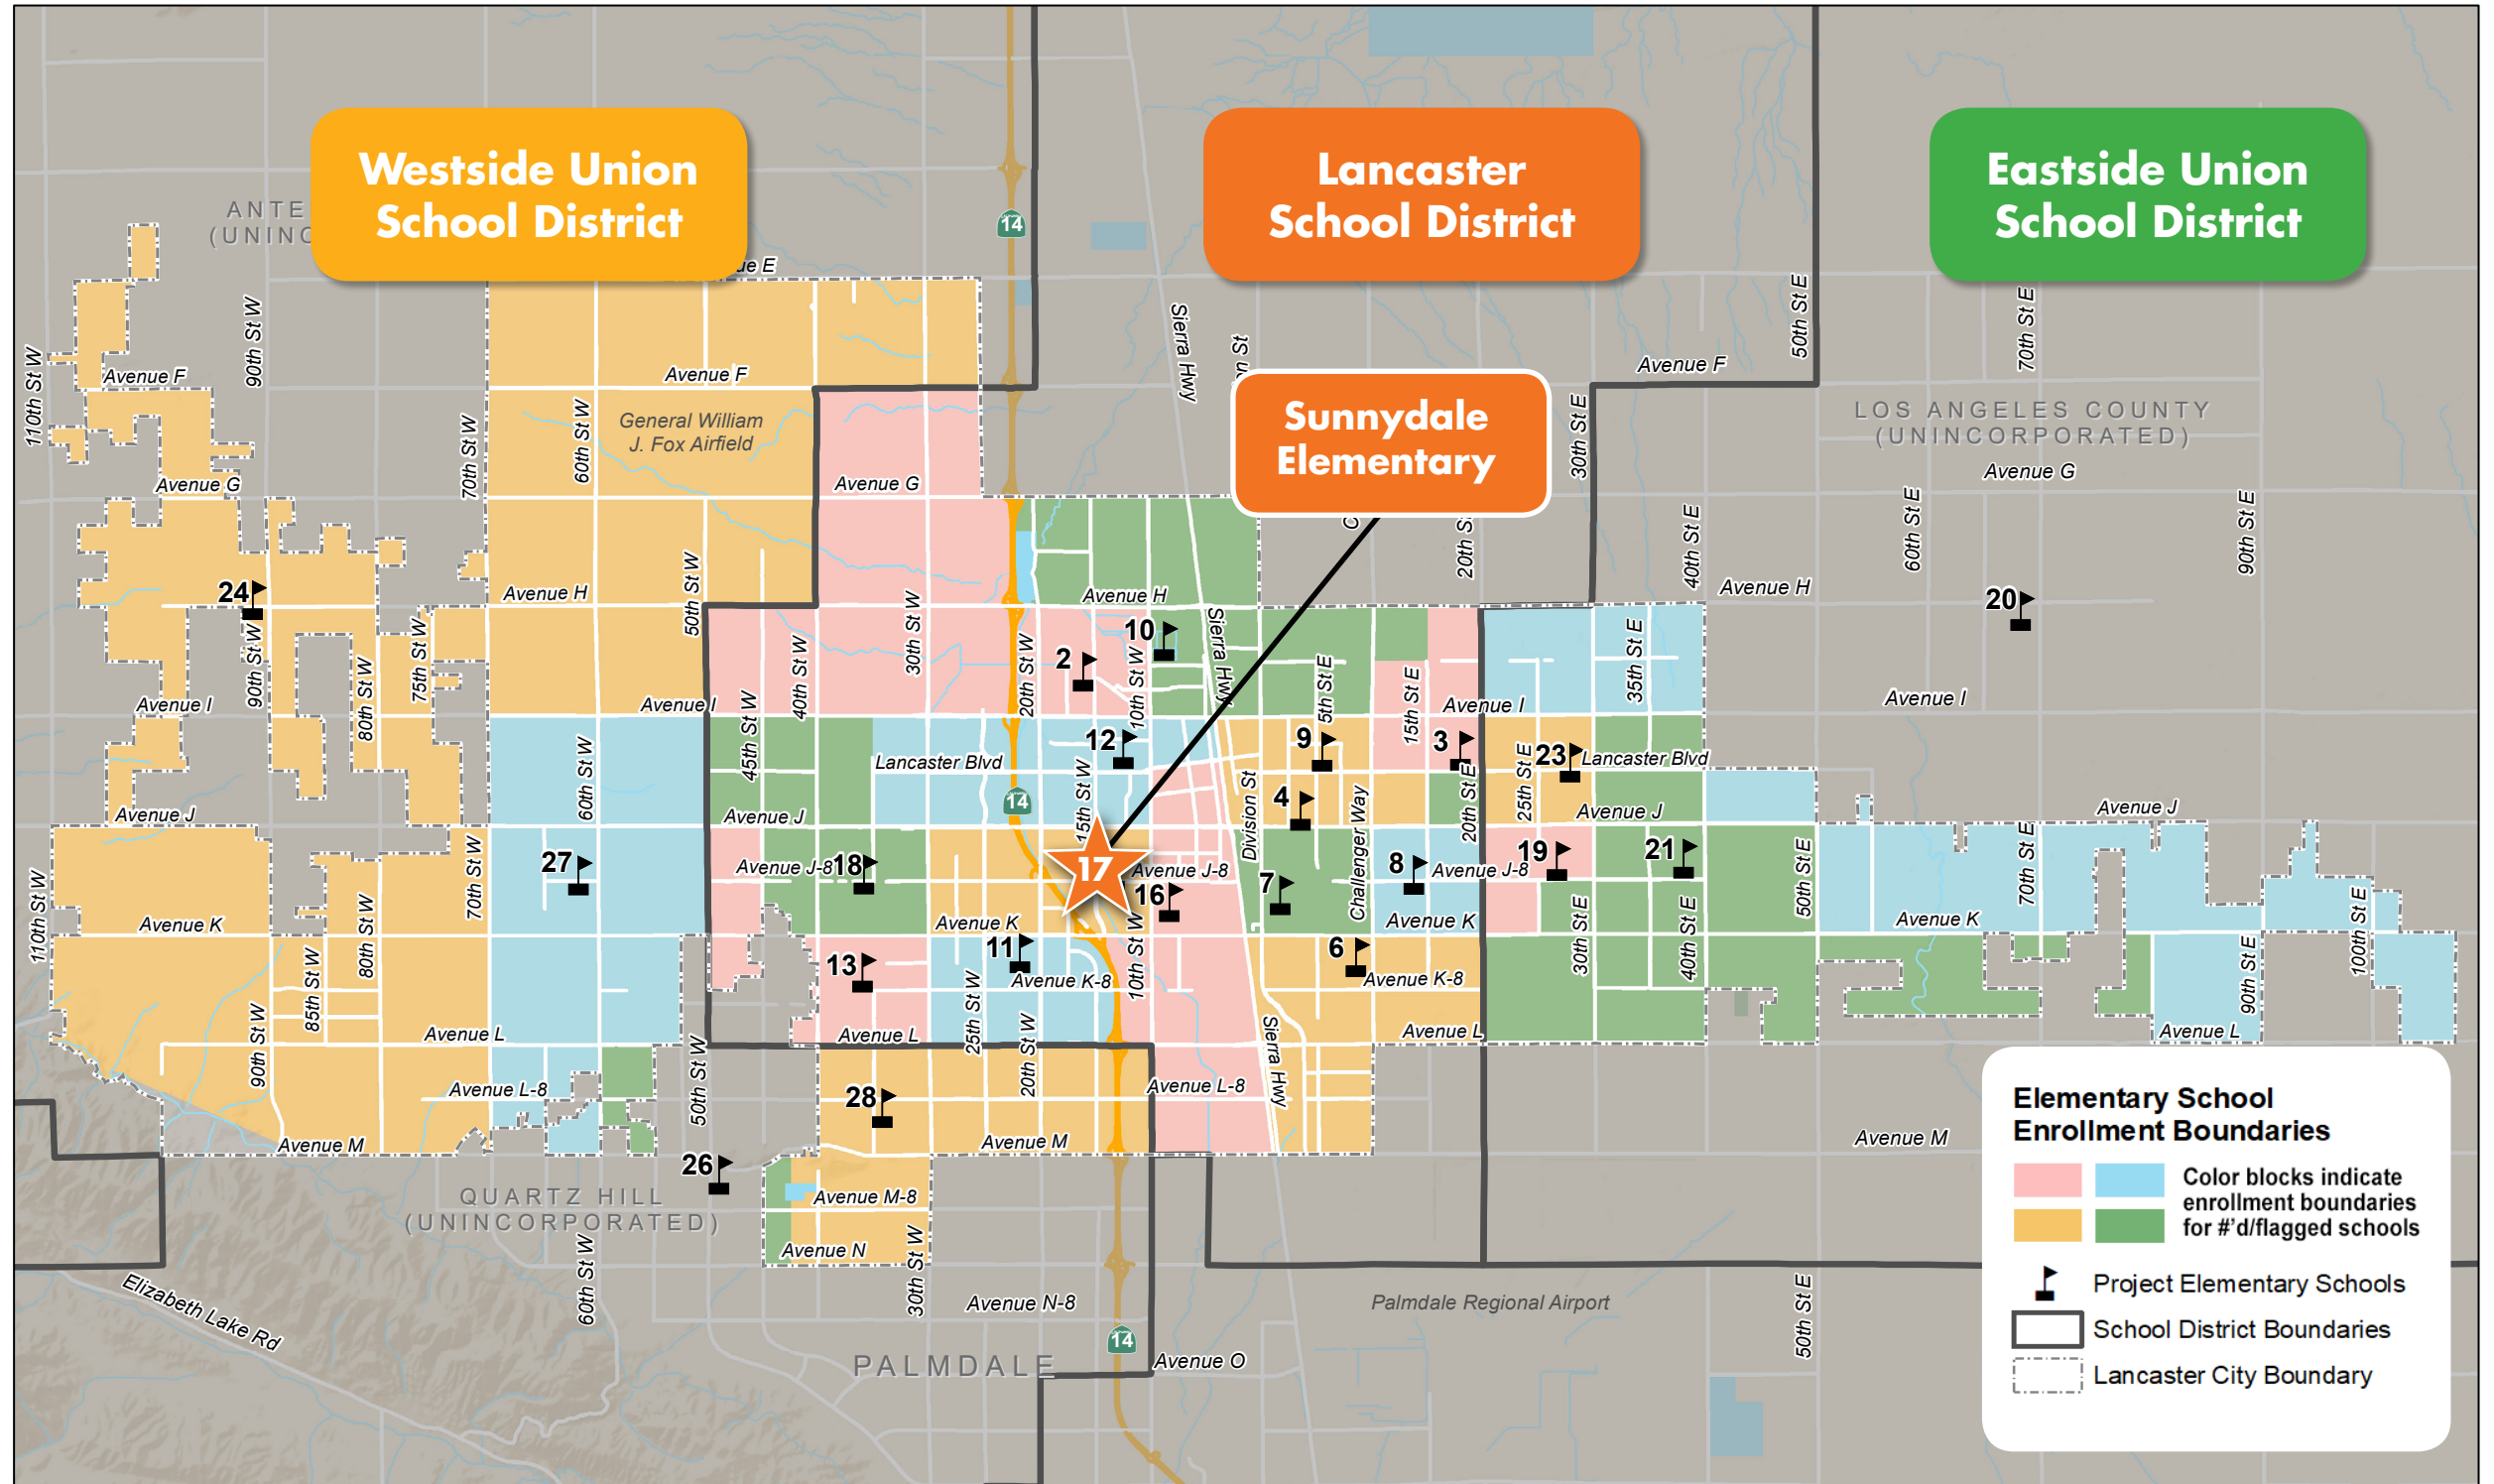 Westside Union
School District
Lancaster
School District
Eastside Union
School District
Sunnydale
Elementary
14
Avenue F
General William
J. Fox Airfield
Avenue G
Avenue H
Avenue I
Avenue J
Avenue K
Avenue L
Avenue L-8
Avenue M
110th St W
90th St W
70th St W
60th St W
50th St W
110th St W
90th St W
80th St W
75th St W
60th St W
70th St W
80th St W
85th St W
90th St W
50th St W
60th St W
Avenue F
Avenue G
Avenue H
Avenue I
Avenue J
Avenue J-8
Avenue K
Avenue K-8
Avenue L
Avenue L-8
Avenue M
Avenue M-8
Avenue N
Avenue N-8
Avenue O
Lancaster Blvd
45th St W
40th St W
30th St W
20th St W
10th St W
15th St W
25th St W
20th St W
10th St W
30th St W
Sierra Hwy
Sierra Hwy
Sierra Hwy
Division St
5th St E
Challenger Way
15th St E
20th St E
25th St E
30th St E
35th St E
40th St E
50th St E
60th St E
70th St E
90th St E
Avenue F
LOS ANGELES COUNTY
(UNINCORPORATED)
Avenue G
Avenue H
Avenue I
Avenue I
Lancaster Blvd
Avenue J
Avenue J
Avenue J-8
Avenue J-8
Avenue K
Avenue K
Avenue K-8
Avenue L
Avenue L
Avenue M
30th St E
40th St E
50th St E
70th St E
90th St E
100th St E
50th St E
24
20
10
2
12
9
3
23
4
14
27
18
17
16
7
8
19
21
13
11
6
28
26
QUARTZ HILL
(UNINCORPORATED)
Elizabeth Lake Rd
PALMDALE
14
Palmdale Regional Airport
Elementary School
Enrollment Boundaries
Color blocks indicate
enrollment boundaries
for #'d/flagged schools
Project Elementary Schools
School District Boundaries
Lancaster City Boundary